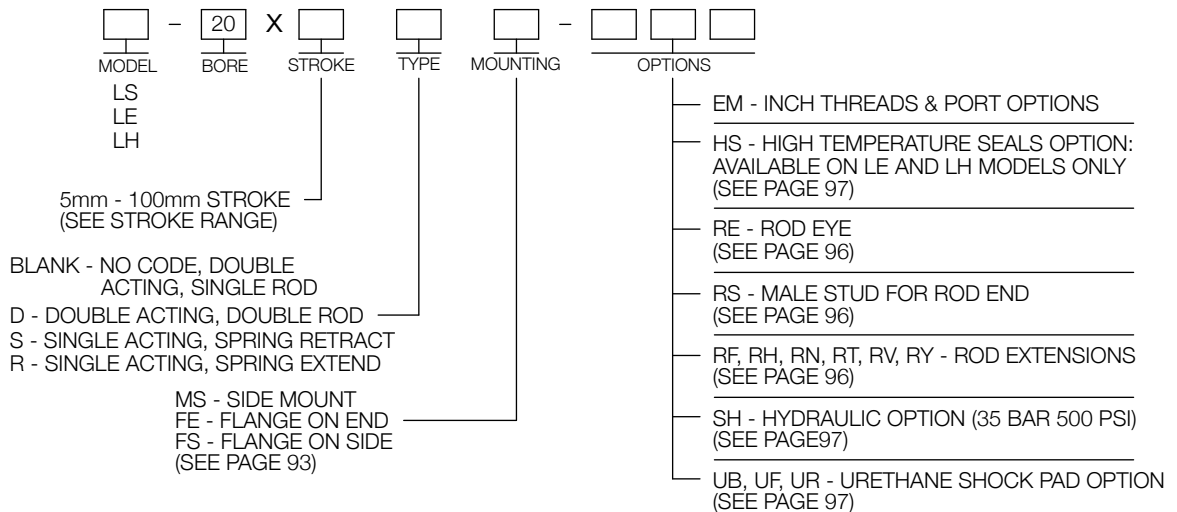 – 20 X –
MODEL BORE STROKE TYPE MOUNTING OPTIONS
LS
LE
LH
5mm - 100mm STROKE
(SEE STROKE RANGE)
BLANK - NO CODE, DOUBLE
ACTING, SINGLE ROD
D - DOUBLE ACTING, DOUBLE ROD
S - SINGLE ACTING, SPRING RETRACT
R - SINGLE ACTING, SPRING EXTEND
MS - SIDE MOUNT
FE - FLANGE ON END
FS - FLANGE ON SIDE
(SEE PAGE 93)
EM - INCH THREADS & PORT OPTIONS
HS - HIGH TEMPERATURE SEALS OPTION:
AVAILABLE ON LE AND LH MODELS ONLY
(SEE PAGE 97)
RE - ROD EYE
(SEE PAGE 96)
RS - MALE STUD FOR ROD END
(SEE PAGE 96)
RF, RH, RN, RT, RV, RY - ROD EXTENSIONS
(SEE PAGE 96)
SH - HYDRAULIC OPTION (35 BAR 500 PSI)
(SEE PAGE97)
UB, UF, UR - URETHANE SHOCK PAD OPTION
(SEE PAGE 97)